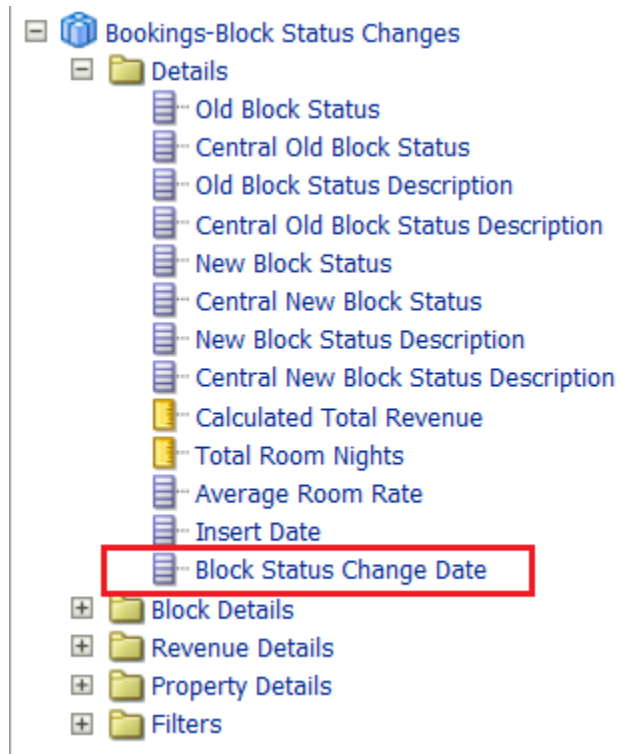 Bookings-Block Status Changes
Details
Old Block Status
Central Old Block Status
Old Block Status Description
Central Old Block Status Description
New Block Status
Central New Block Status
New Block Status Description
Central New Block Status Description
Calculated Total Revenue
Total Room Nights
Average Room Rate
Insert Date
Block Status Change Date
Block Details
Revenue Details
Property Details
Filters